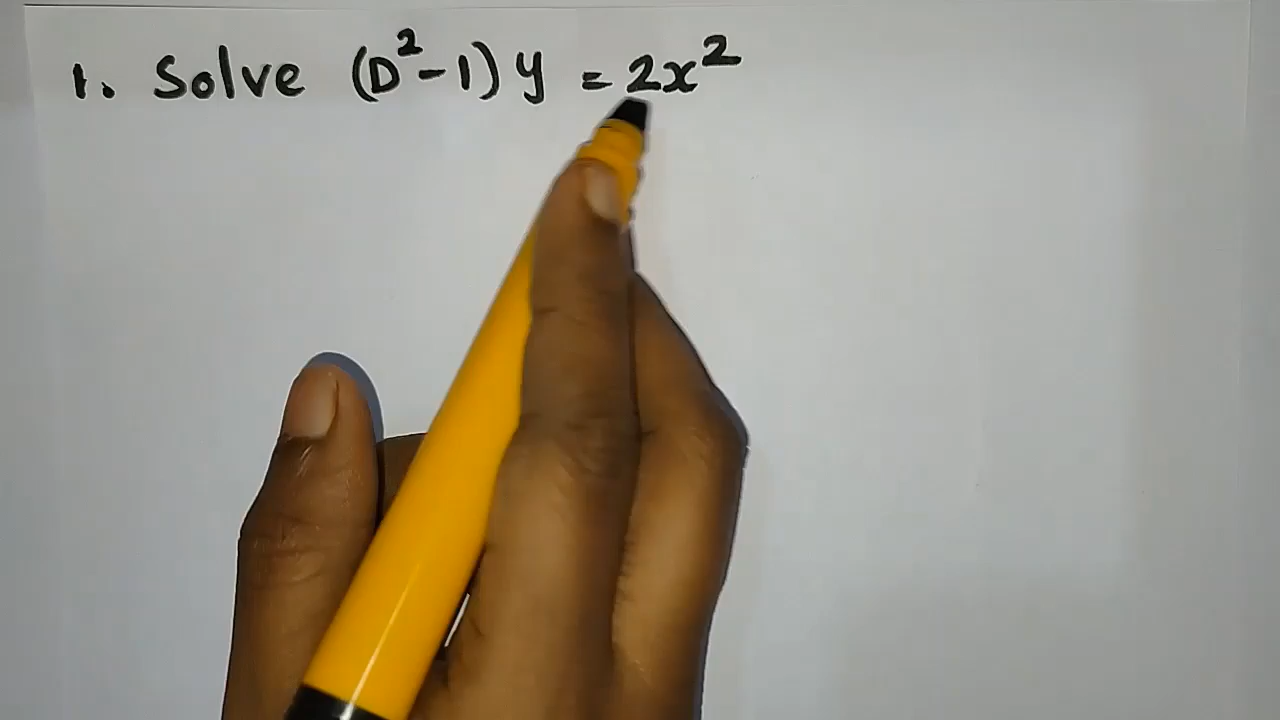 1. Solve (D²-1) y = 2x²